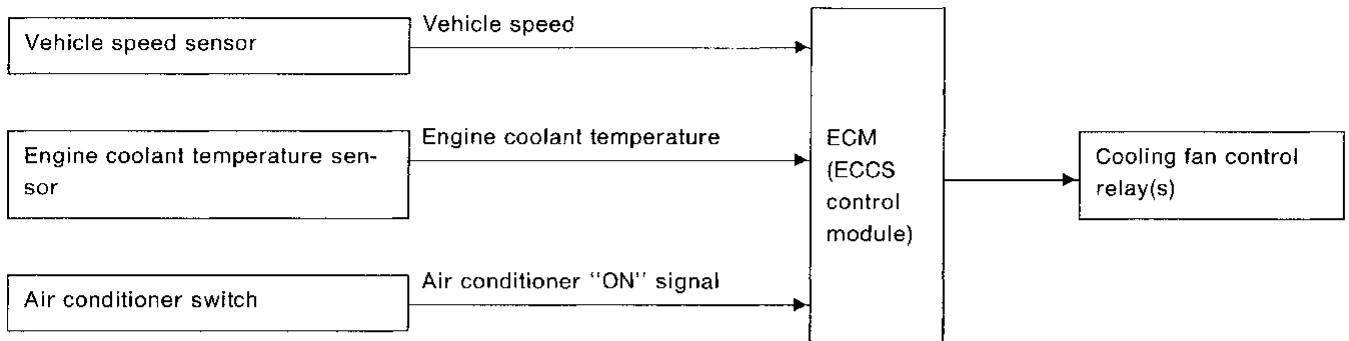 Vehicle speed sensor
Vehicle speed
Engine coolant temperature sen-
sor
Engine coolant temperature
Air conditioner switch
Air conditioner "ON" signal
ECM
(ECCS
control
module)
Cooling fan control
relay(s)